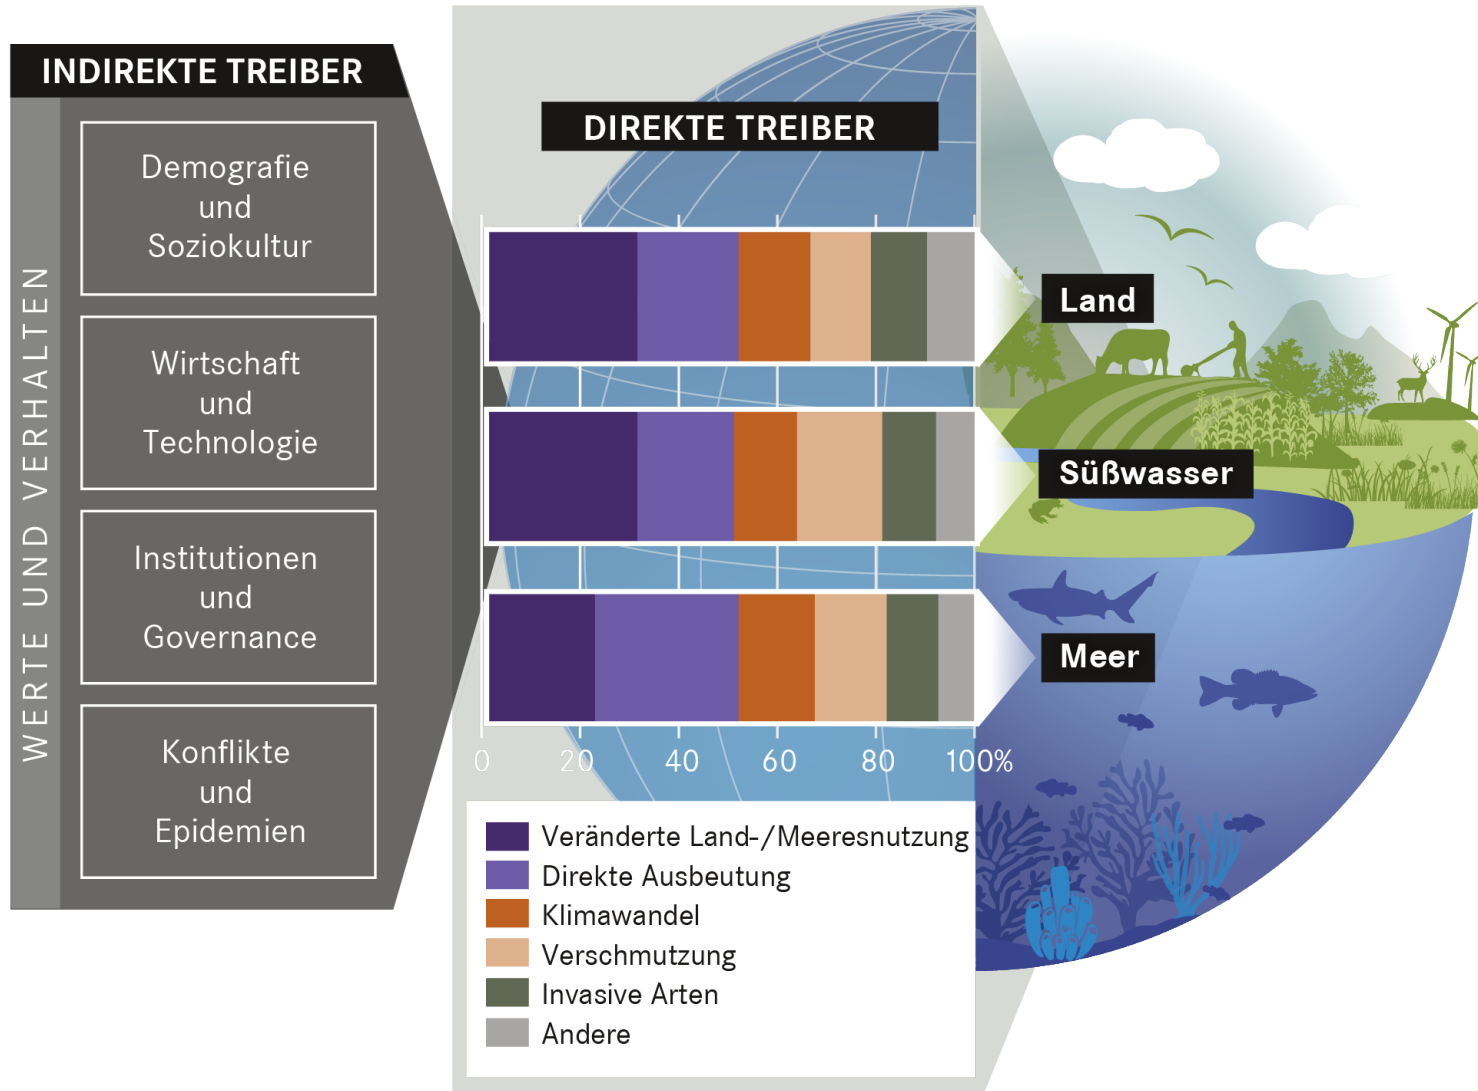 INDIREKTE TREIBER
WERTE UND VERHALTEN
Demografie
und
Soziokultur
Wirtschaft
und
Technologie
Institutionen
und
Governance
Konflikte
und
Epidemien
DIREKTE TREIBER
Land
Süßwasser
Meer
0 20 40 60 80 100%
Veränderte Land-/Meeresnutzung
Direkte Ausbeutung
Klimawandel
Verschmutzung
Invasive Arten
Andere